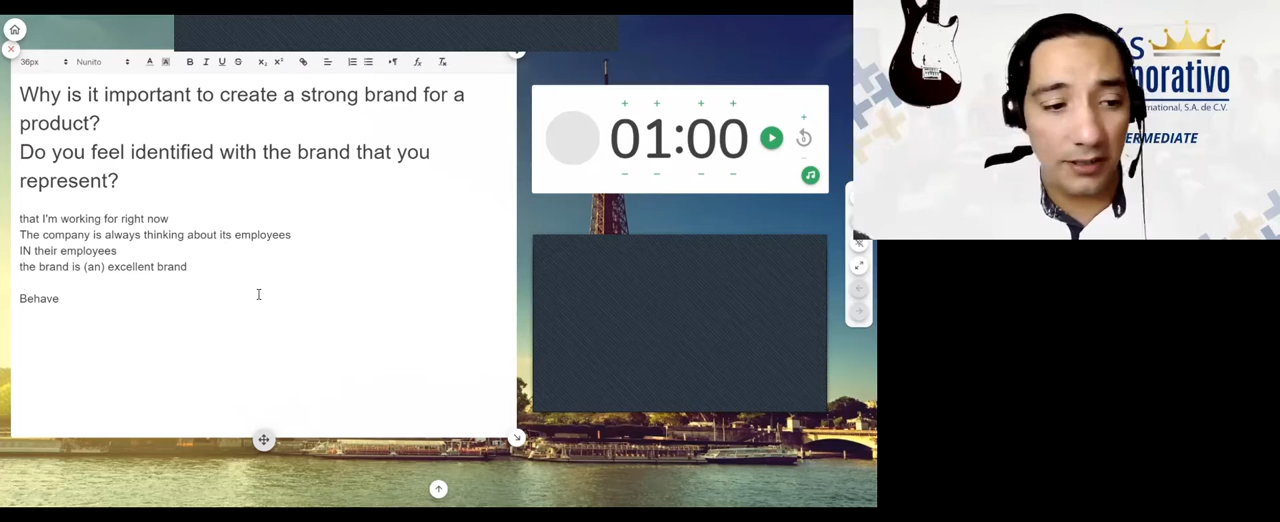 36px Nunito
Why is it important to create a strong brand for a
product?
Do you feel identified with the brand that you
represent?
that I'm working for right now
The company is always thinking about its employees
IN their employees
the brand is (an) excellent brand
Behave
01:00
S.A. de C.V.